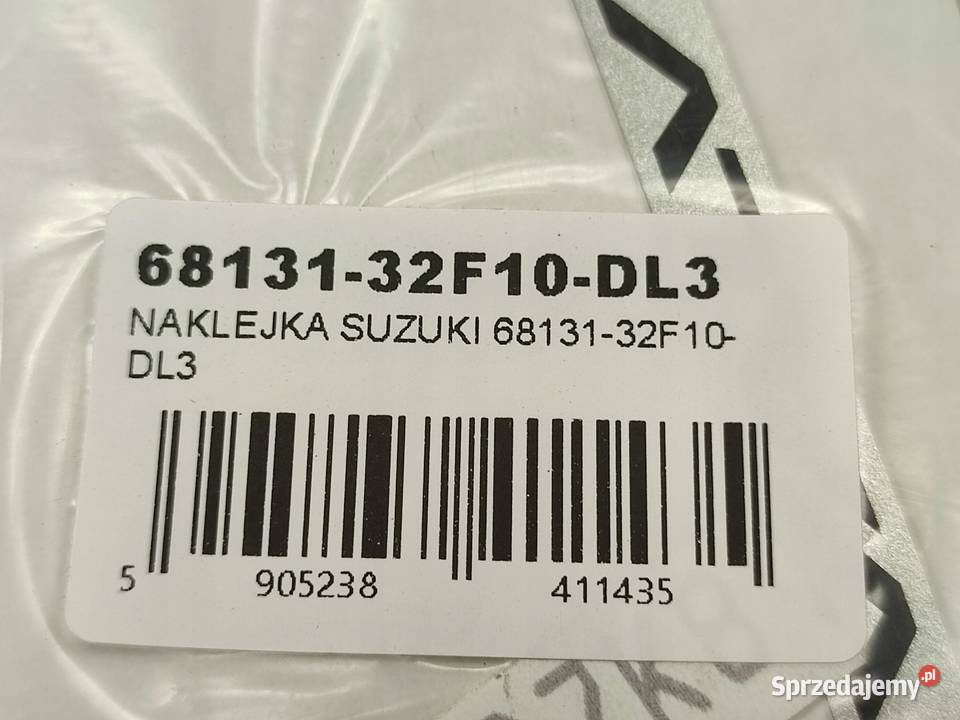 68131-32F10-DL3
NAKLEJKA SUZUKI 68131-32F10-
DL3
5 905238 411435
Sprzedajemy.pl